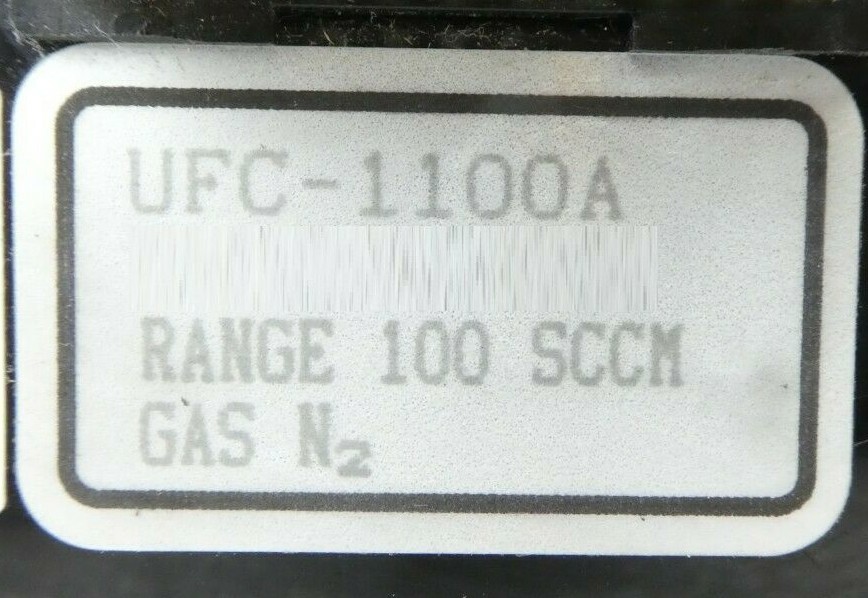 UFC-1100A
RANGE 100 SCCM
GAS N₂